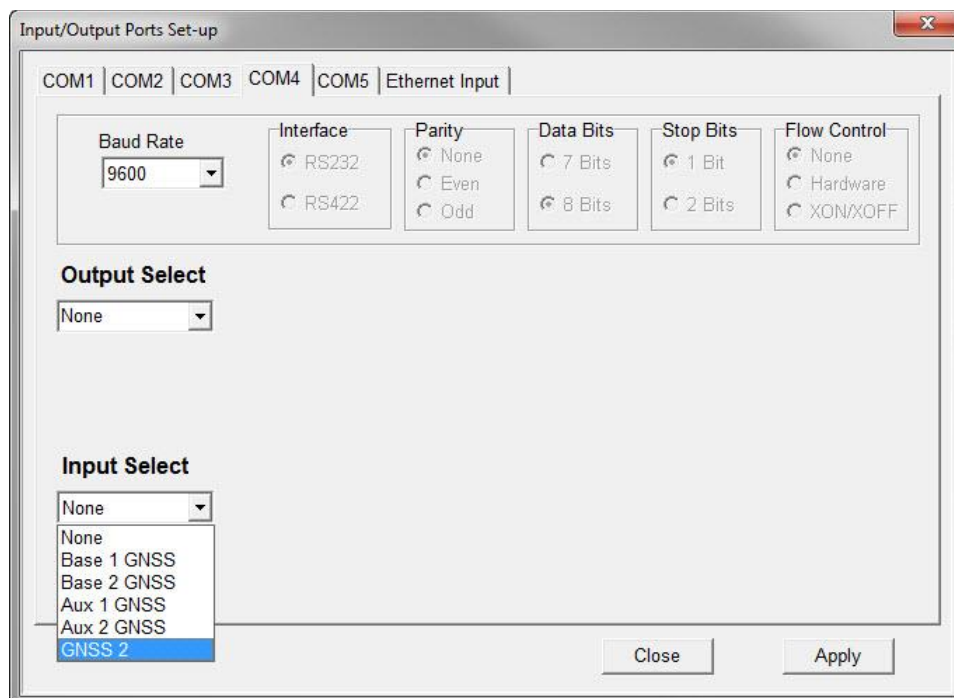 Input/Output Ports Set-up
COM1 COM2 COM3 COM4 COM5 Ethernet Input
Baud Rate
9600
Interface
RS232
RS422
Parity
None
Even
Odd
Data Bits
7 Bits
8 Bits
Stop Bits
1 Bit
2 Bits
Flow Control
None
Hardware
XON/XOFF
Output Select
None
Input Select
None
None
Base 1 GNSS
Base 2 GNSS
Aux 1 GNSS
Aux 2 GNSS
GNSS 2
Close Apply